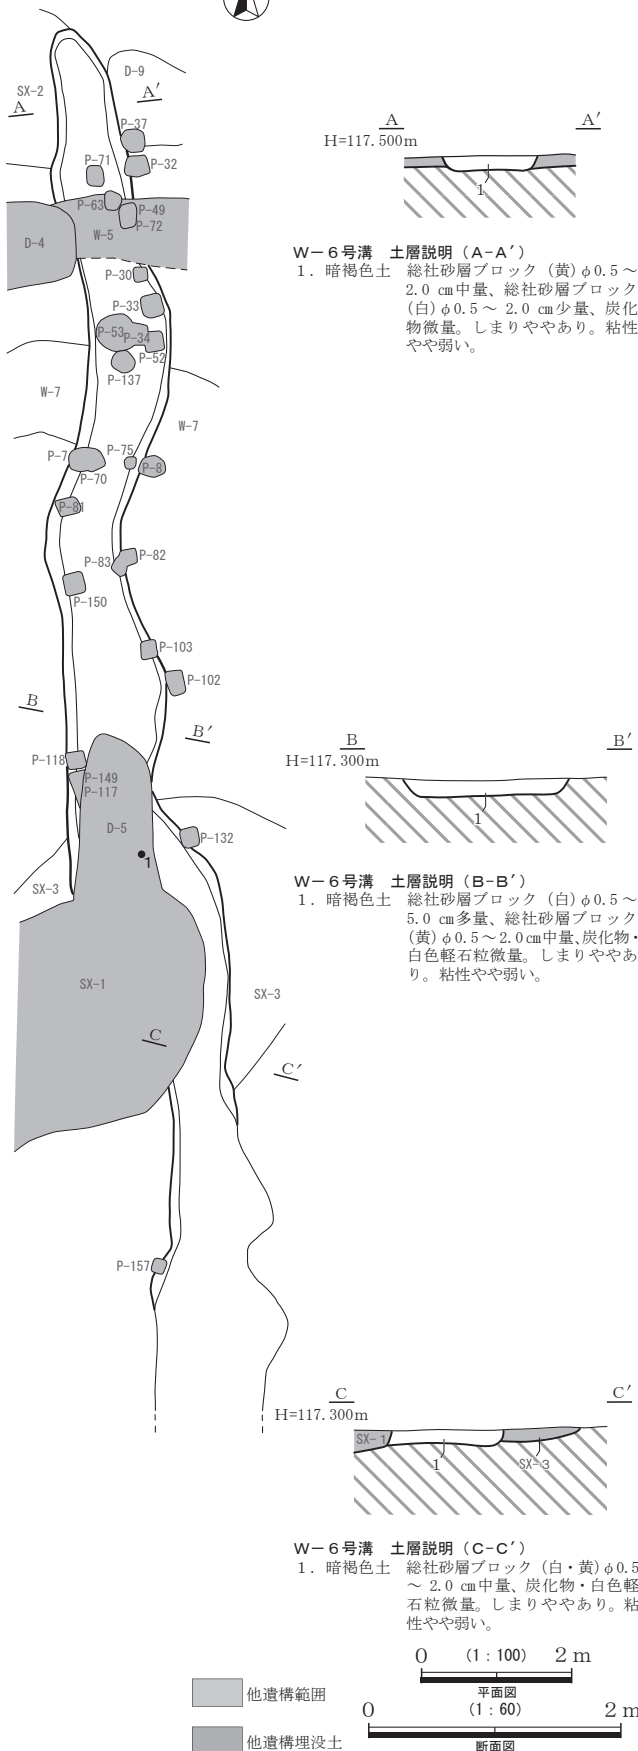 D-9
SX-2
A
A′
P-37
P-32
P-71
P-63
P-49
P-72
W-5
D-4
P-30
P-33
P-53
P-34
P-52
P-137
W-7
W-7
P-7
P-75
P-8
P-70
P-81
P-83
P-82
P-150
P-103
P-102
B
B′
P-118
P-149
P-117
D-5
P-132
1
SX-3
SX-1
SX-3
C
C′
P-157
A
A′
H=117.500m
1
W-6号溝 土層説明(A-A′)
1. 暗褐色土 総社砂層ブロック(黄)φ0.5~
2.0 ㎝中量、総社砂層ブロック
(白)φ0.5~ 2.0 ㎝少量、炭化
物微量。しまりややあり。粘性
やや弱い。
B
B′
H=117.300m
1
W-6号溝 土層説明(B-B′)
1. 暗褐色土 総社砂層ブロック(白)φ0.5~
5.0 ㎝多量、総社砂層ブロック
(黄)φ0.5~2.0㎝中量、炭化物・
白色軽石粒微量。しまりややあ
り。粘性やや弱い。
C
C′
H=117.300m
SX-1
1
SX-3
W-6号溝 土層説明(C-C′)
1. 暗褐色土 総社砂層ブロック(白・黄)φ0.5
~ 2.0 ㎝中量、炭化物・白色軽
石粒微量。しまりややあり。粘
性やや弱い。
0 (1:100) 2 m
平面図
0 (1:60) 2 m
断面図
他遺構範囲
他遺構埋没土